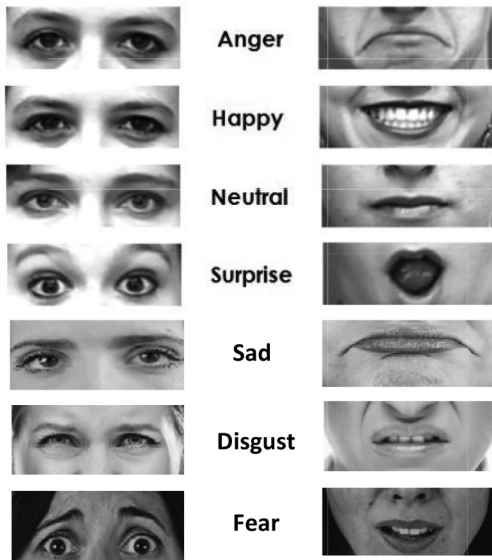 Anger
Happy
Neutral
Surprise
Sad
Disgust
Fear